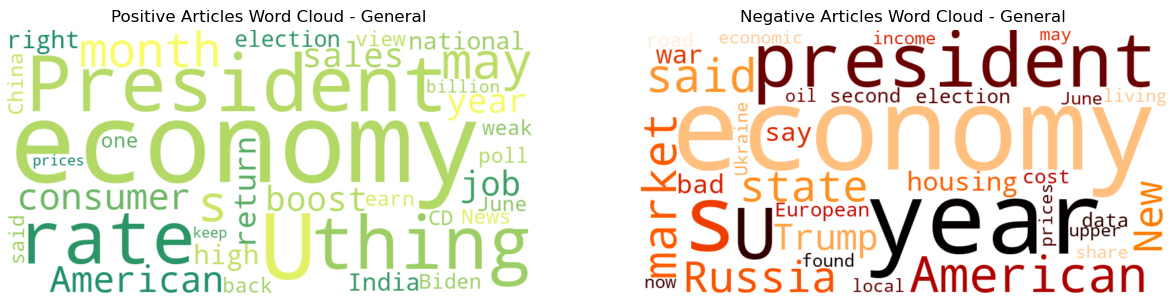 Positive Articles Word Cloud - General
right
month
election
view
national
sales
China
President
may
billion
year
economy
one
weak
prices
poll
consumer
s
return
boost
earn
job
June
said
rate
keep
high
U
thing
CD
News
American
back
India
Biden
Negative Articles Word Cloud - General
road
economic
income
may
war
said
president
oil
second
election
June
living
market
economy
Ukraine
say
bad
state
housing
cost
s
U
European
year
prices
data
upper
New
Trump
found
share
now
Russia
local
American